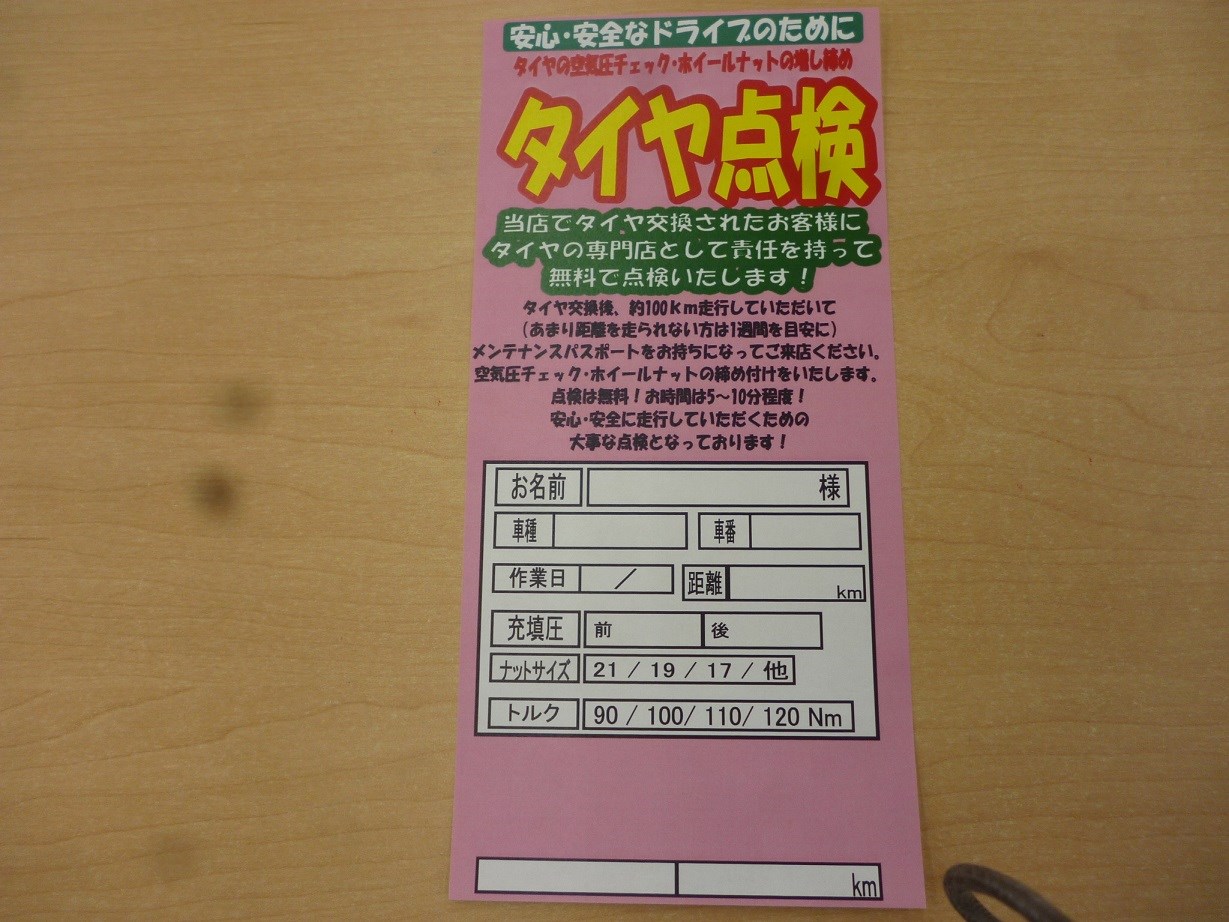 安心・安全なドライブのために
タイヤの空気圧チェック・ホイールナットの増し締め
タイヤ点検
当店でタイヤ交換されたお客様に
タイヤの専門店として責任を持って
無料で点検いたします！
タイヤ交換後、約100ｋｍ走行していただいて
（あまり距離を走られない方は1週間を目安に）
メンテナンスパスポートをお持ちになってご来店ください。
空気圧チェック・ホイールナットの締め付けをいたします。
点検は無料！お時間は5〜10分程度！
安心・安全に走行していただくための
大事な点検となっております！
お名前 様
車種 車番
作業日 ／ 距離 km
充填圧 前 後
ナットサイズ 21 / 19 / 17 / 他
トルク 90 / 100/ 110/ 120 Nm
km